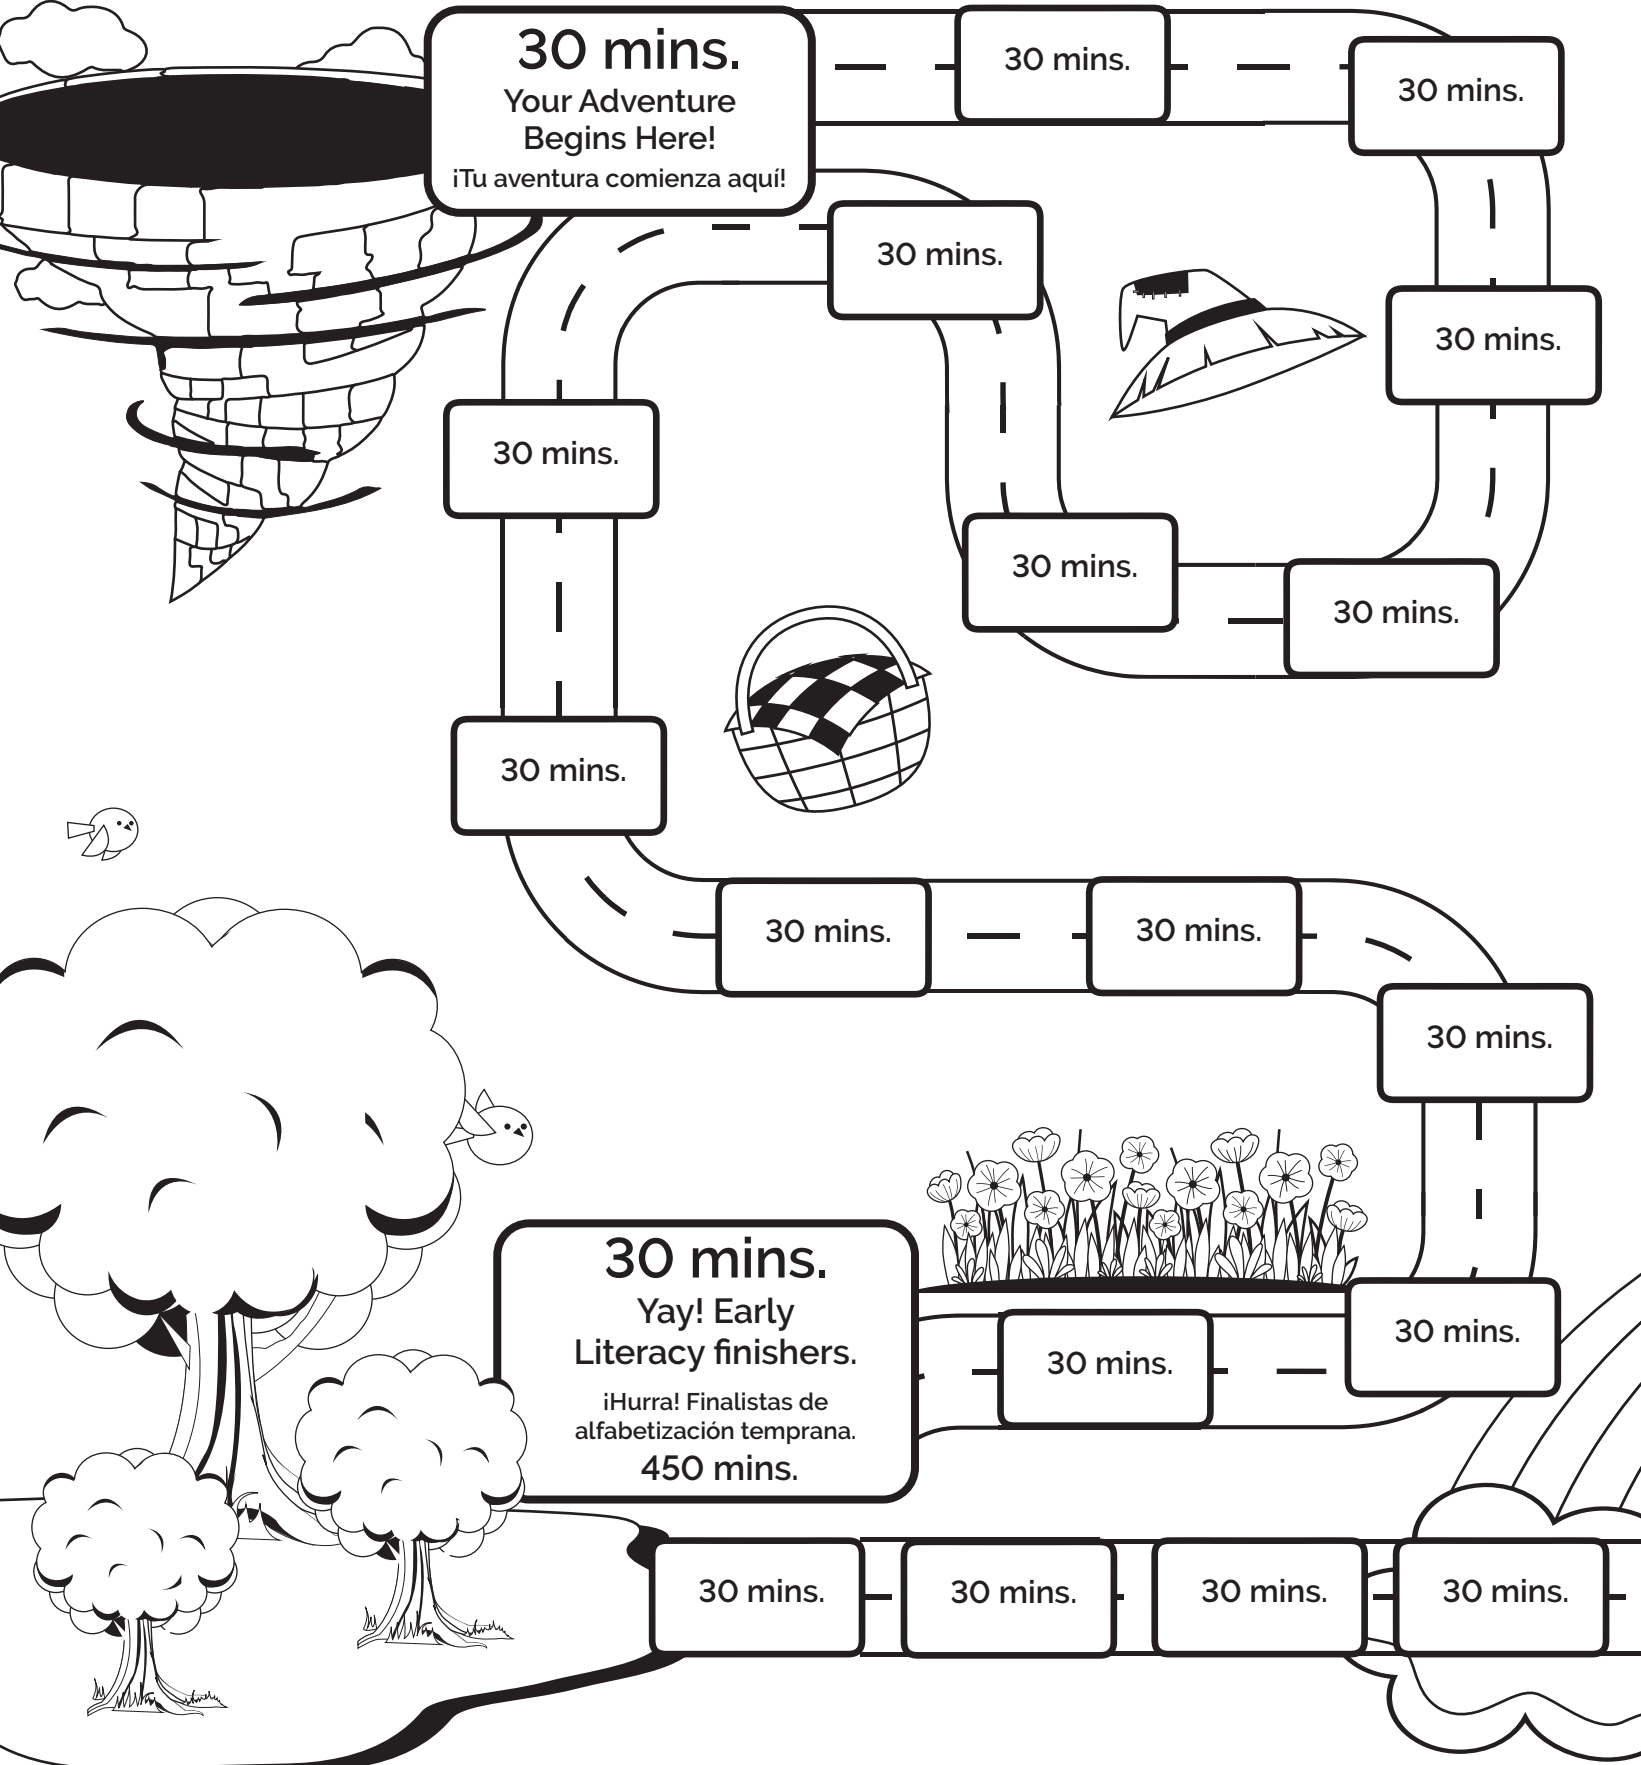 30 mins.
Your Adventure
Begins Here!
¡Tu aventura comienza aquí!
30 mins.
30 mins.
30 mins.
30 mins.
30 mins.
30 mins.
30 mins.
30 mins.
30 mins.
30 mins.
30 mins.
30 mins.
30 mins.
30 mins.
Yay! Early
Literacy finishers.
¡Hurra! Finalistas de
alfabetización temprana.
450 mins.
30 mins.
30 mins.
30 mins.
30 mins.